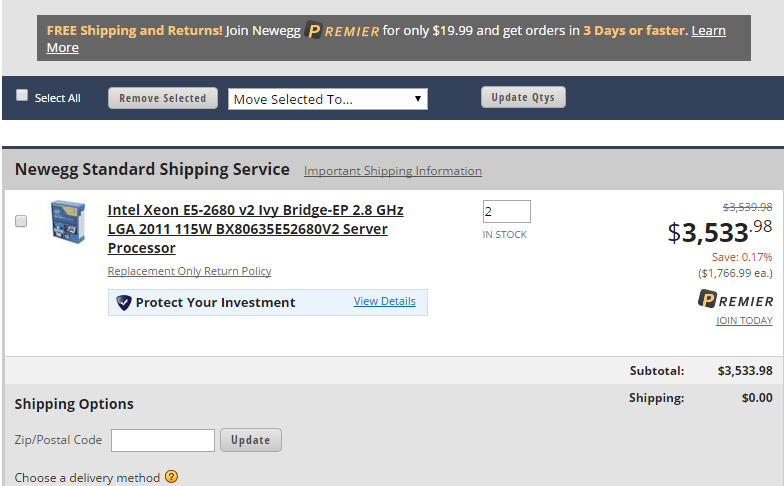 FREE Shipping and Returns! Join Newegg PREMIER for only $19.99 and get orders in 3 Days or faster. Learn
More
Select All Remove Selected Move Selected To... Update Qtys
Newegg Standard Shipping Service Important Shipping Information
Intel Xeon E5-2680 v2 Ivy Bridge-EP 2.8 GHz
LGA 2011 115W BX80635E52680V2 Server
Processor
Replacement Only Return Policy
Protect Your Investment View Details
2
IN STOCK
$3,539.98
$3,533.98
Save: 0.17%
($1,766.99 ea.)
PREMIER
JOIN TODAY
Subtotal: $3,533.98
Shipping: $0.00
Shipping Options
Zip/Postal Code Update
Choose a delivery method ?